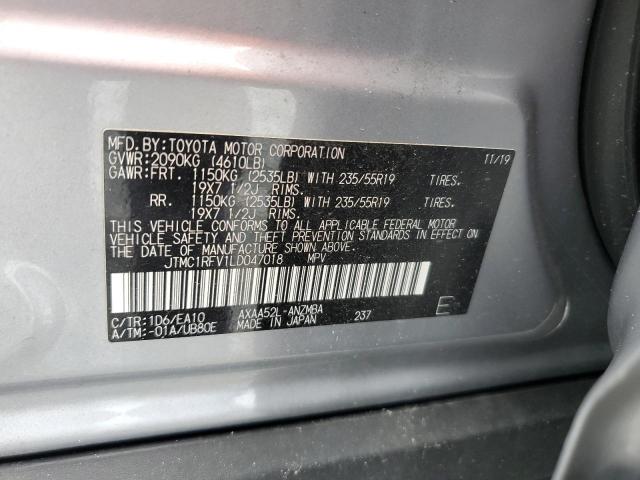 MFD. BY: TOYOTA MOTOR CORPORATION 11/19
GVWR: 2090KG (4610LB)
GAWR: FRT. 1150KG (2535LB) WITH 235/55R19 TIRES.
19X7 1/2J RIMS.
RR. 1150KG (2535LB) WITH 235/55R19 TIRES.
19X7 1/2J RIMS.
THIS VEHICLE CONFORMS TO ALL APPLICABLE FEDERAL MOTOR
VEHICLE SAFETY, BUMPER, AND THEFT PREVENTION STANDARDS
IN EFFECT ON THE DATE OF MANUFACTURE SHOWN ABOVE.
JTMC1RFV1LD047018 MPV
C/TR: 1D6/EA10 AXAA52L-ANZMBA 237 E
A/TM: -01A/UB80E MADE IN JAPAN